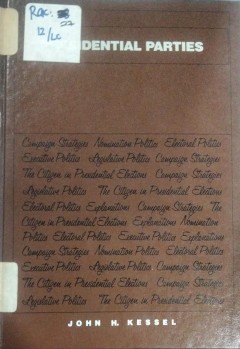 RAK: 22
12/LC
IDENTIAL PARTIES
Campaign Strategies Nomination Politics Electoral Politics
Executive Politics Legislative Politics Campaign Strategies
The Citizen in Presidential Elections Campaign Strategies
Legislative Politics The Citizen in Presidential Elections
Electoral Politics Explanations Campaign Strategies The
Citizen in Presidential Elections Explanations Nomination
Politics Electoral Politics Executive Politics Explanations
Campaign Strategies Nomination Politics Electoral Politics
Executive Politics Legislative Politics Campaign Strategies
The Citizen in Presidential Elections Campaign Strategies
Legislative Politics The Citizen in Presidential Elections
JOHN H. KESSEL